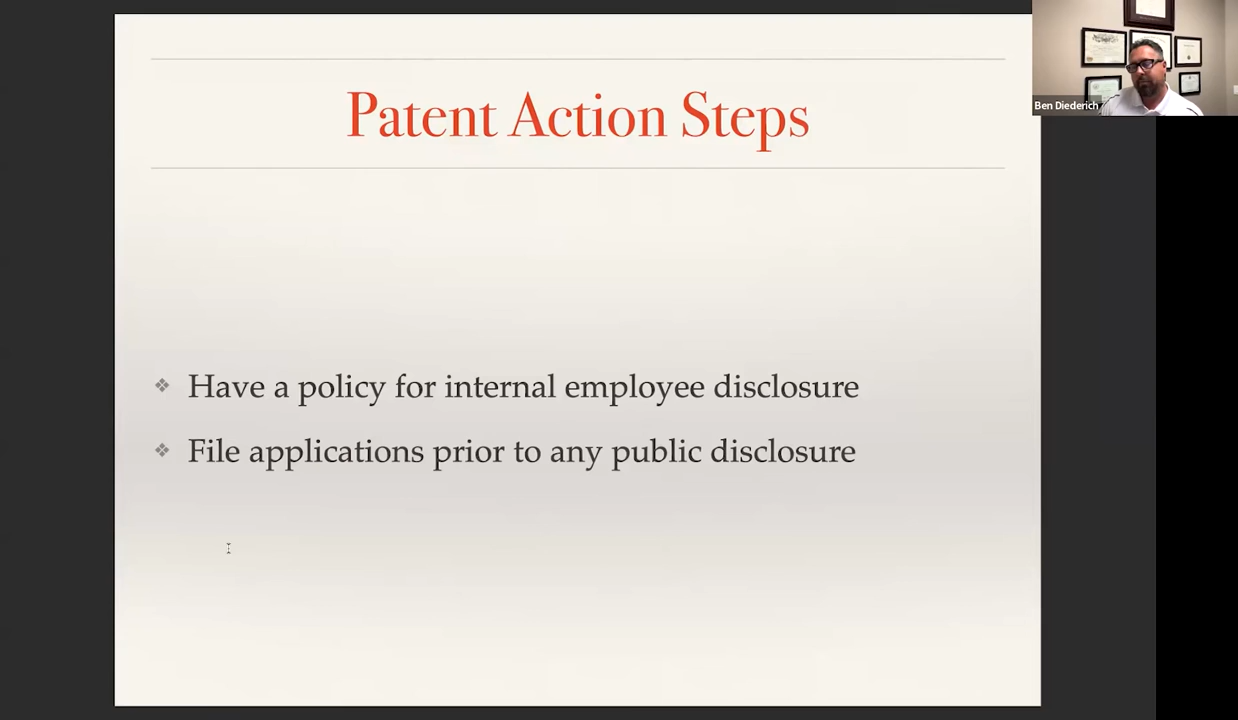 Patent Action Steps
Ben Diederich
❖ Have a policy for internal employee disclosure
❖ File applications prior to any public disclosure